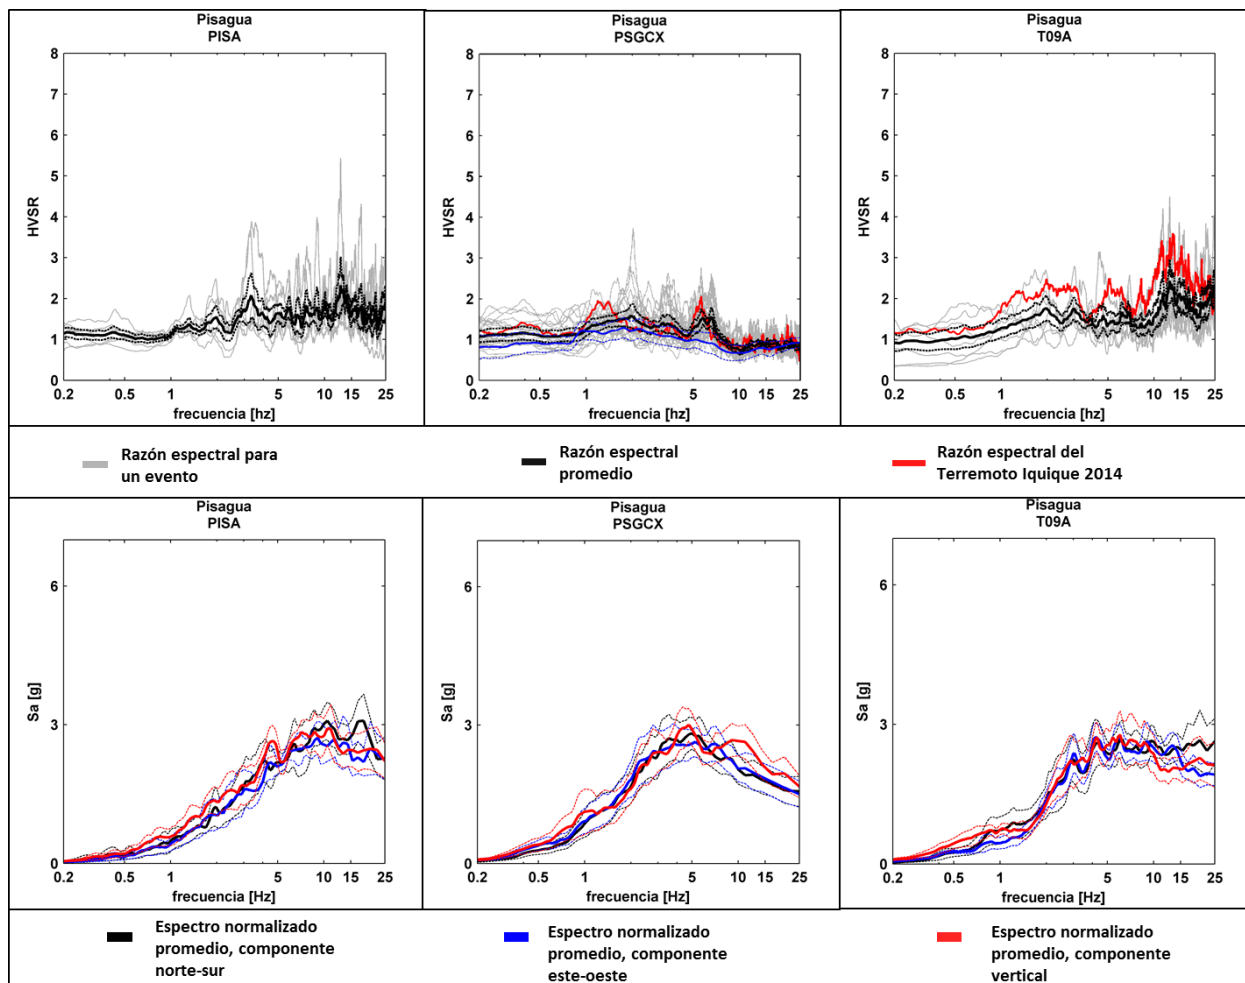 Pisagua
PISA
8
7
6
5
4
3
2
1
0
HVSR
0.2
0.5
1
5
10
15
25
frecuencia [hz]
Pisagua
PSGCX
8
7
6
5
4
3
2
1
0
HVSR
0.2
0.5
1
5
10
15
25
frecuencia [hz]
Pisagua
T09A
8
7
6
5
4
3
2
1
0
HVSR
0.2
0.5
1
5
10
15
25
frecuencia [hz]
Razón espectral para
un evento
Razón espectral
promedio
Razón espectral del
Terremoto Iquique 2014
Pisagua
PISA
6
3
0
Sa [g]
0.2
0.5
1
5
10
15
25
frecuencia [Hz]
Pisagua
PSGCX
6
3
0
Sa [g]
0.2
0.5
1
5
10
15
25
frecuencia [Hz]
Pisagua
T09A
6
3
0
Sa [g]
0.2
0.5
1
5
10
15
25
frecuencia [Hz]
Espectro normalizado
promedio, componente
norte-sur
Espectro normalizado
promedio, componente
este-oeste
Espectro normalizado
promedio, componente
vertical